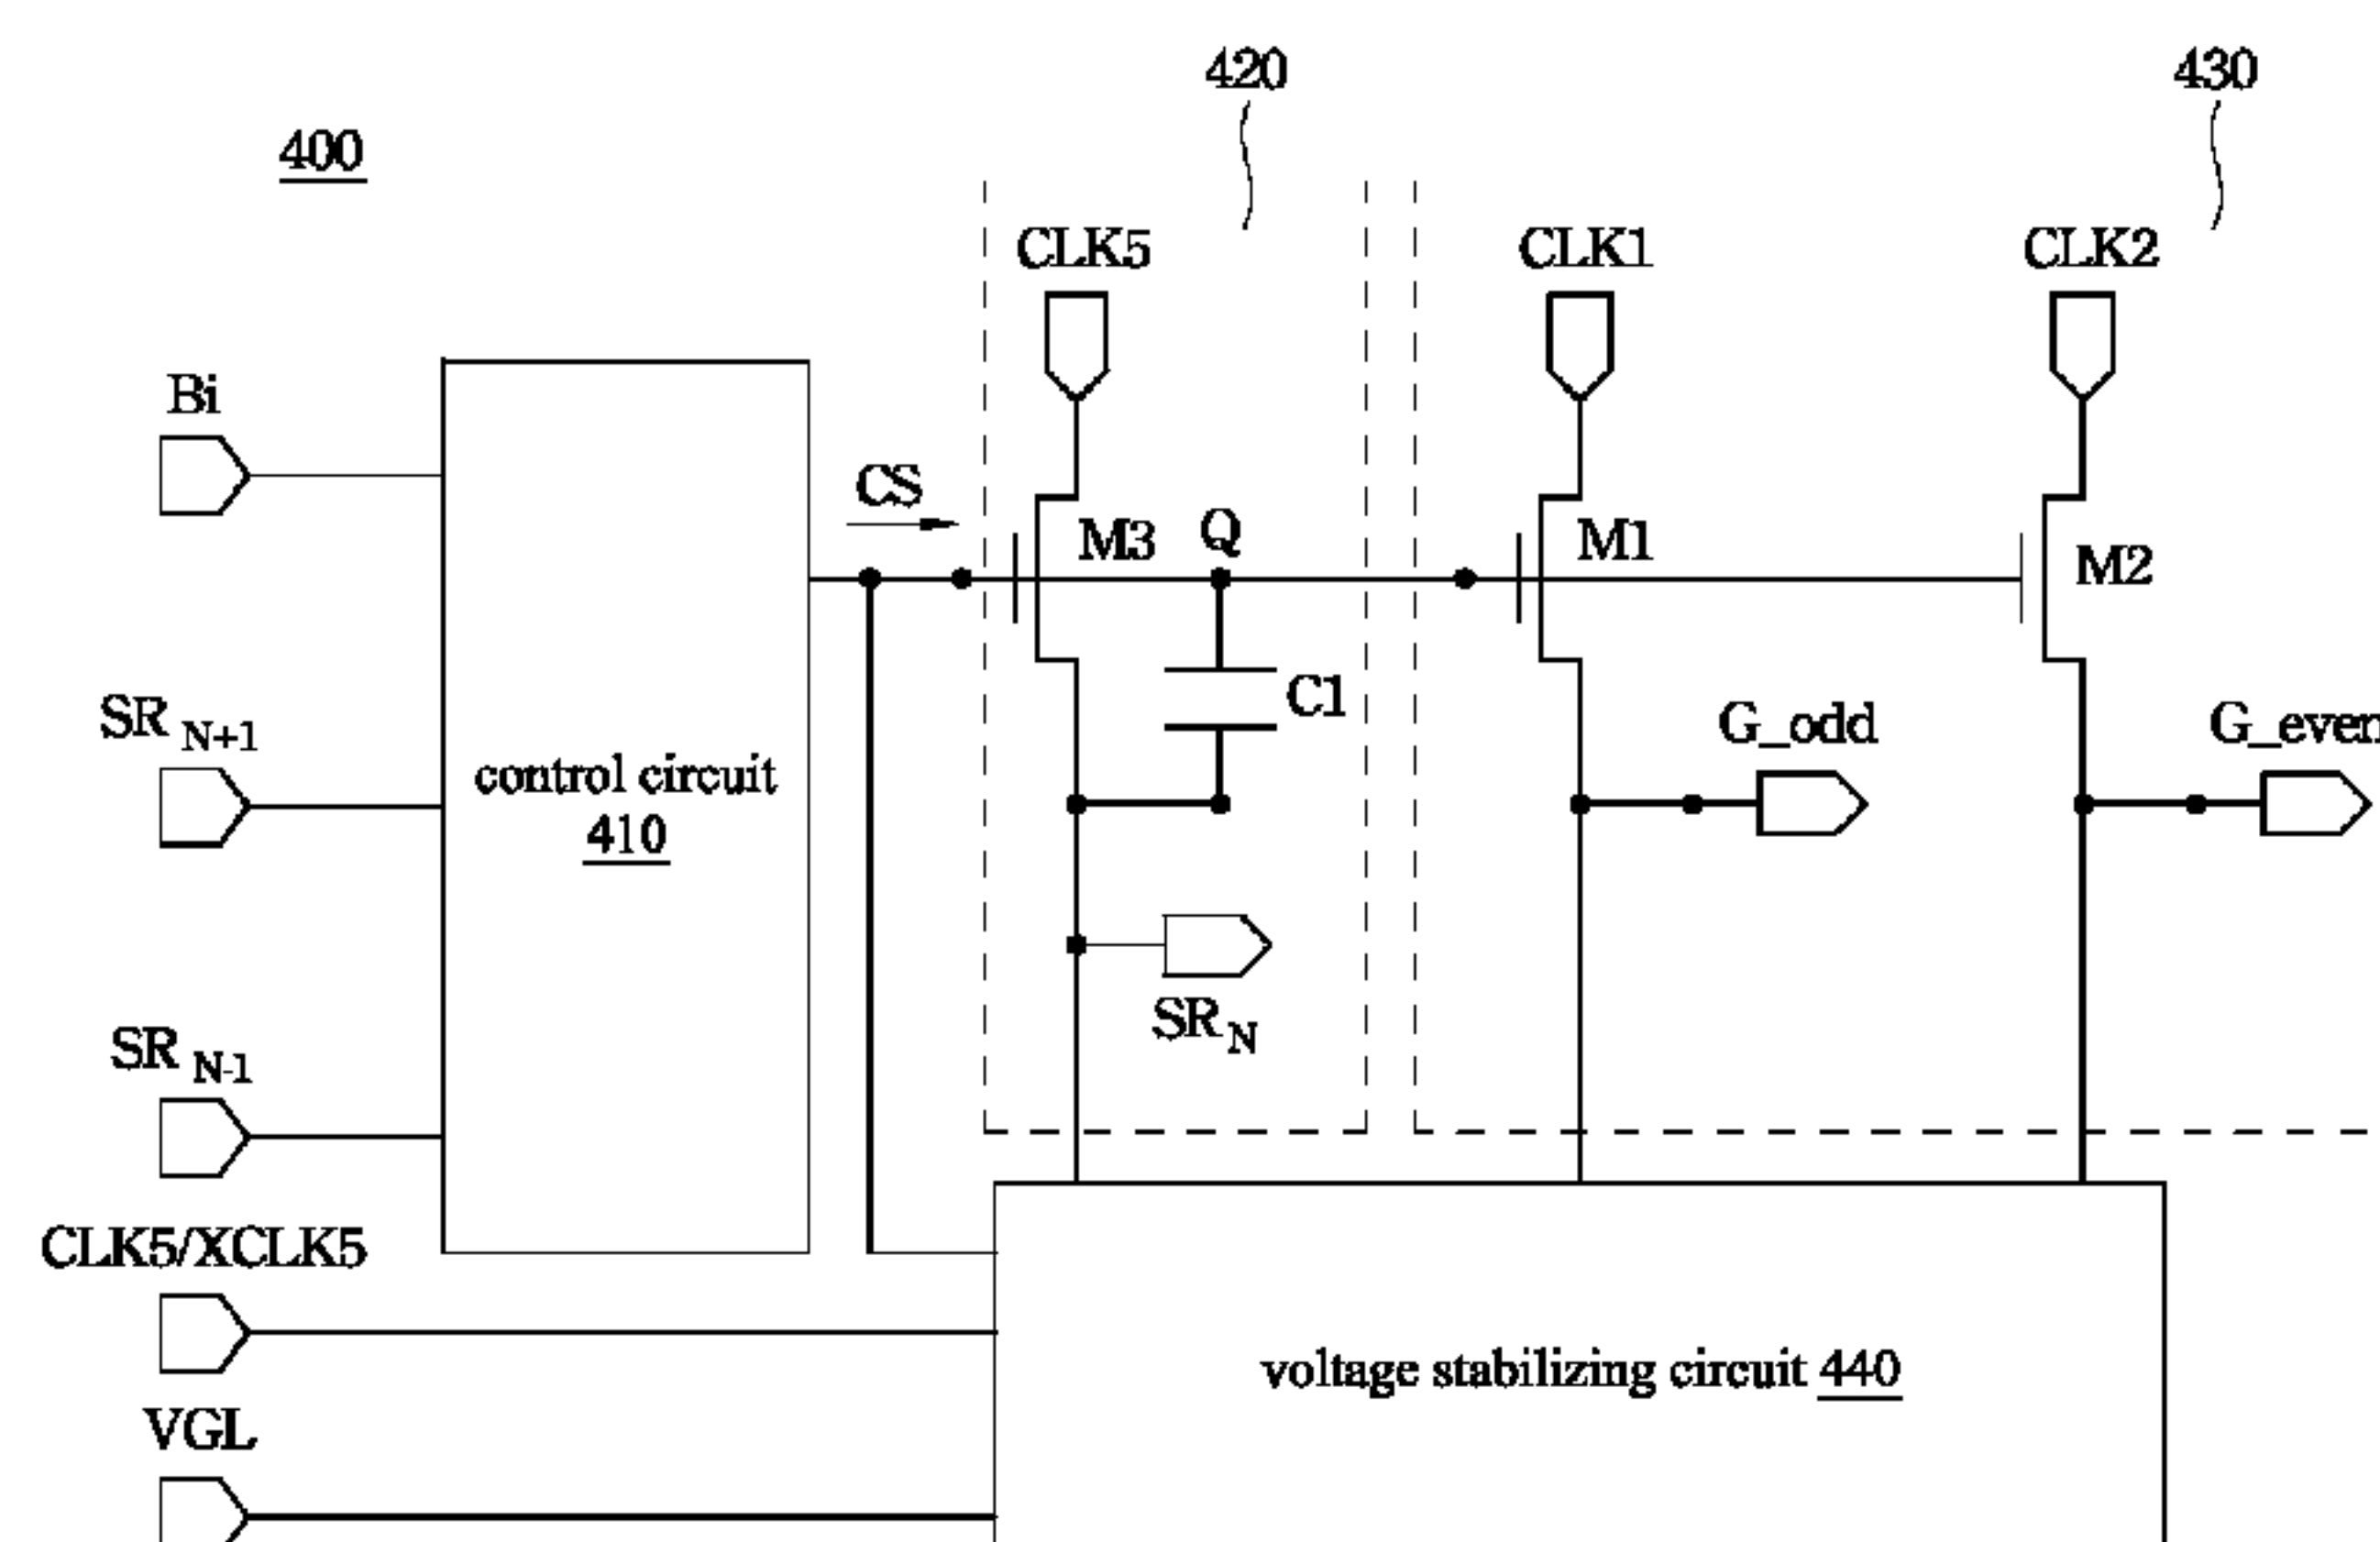 420
430
400
CLK5
CLK1
CLK2
Bi
CS
M3
Q
M1
M2
SR N+1
C1
G_odd
G_even
control circuit
410
SR N
SR N-1
CLK5/XCLK5
voltage stabilizing circuit 440
VGL